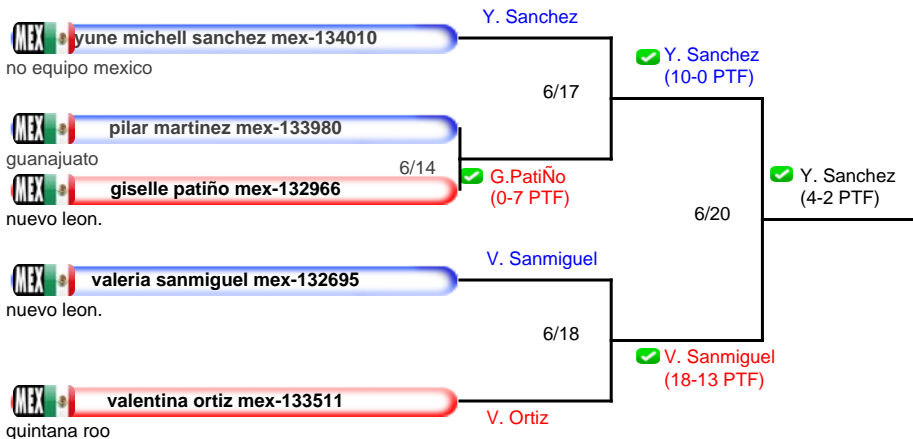 Y. Sanchez
MEX yune michell sanchez mex-134010
no equipo mexico
Y. Sanchez
(10-0 PTF)
6/17
MEX pilar martinez mex-133980
guanajuato
6/14
MEX giselle patiño mex-132966
nuevo leon.
G.PatiÑo
(0-7 PTF)
Y. Sanchez
(4-2 PTF)
6/20
V. Sanmiguel
MEX valeria sanmiguel mex-132695
nuevo leon.
6/18
V. Sanmiguel
(18-13 PTF)
MEX valentina ortiz mex-133511
quintana roo
V. Ortiz